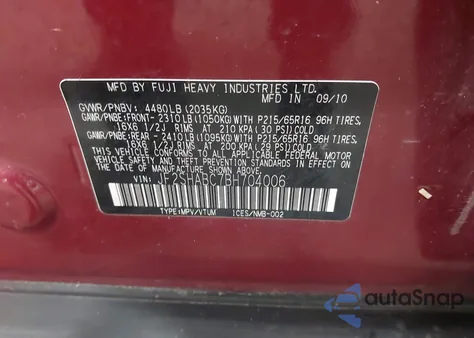 MFD BY FUJI HEAVY INDUSTRIES LTD. 09/10
GVWR/PNBV: 4480LB (2035KG)
GAWR/PNBE: FRONT- 2310LB (1050KG) WITH P215/65R16 96H TIRES,
16X6 1/2J RIMS AT 210 KPA (30 PSI) COLD
GAWR/PNBE: REAR - 2410LB (1095KG) WITH P215/65R16 96H TIRES,
16X6 1/2J RIMS AT 200 KPA (29 PSI) COLD
THIS VEHICLE CONFORMS TO ALL APPLICABLE FEDERAL MOTOR VEHICLE
SAFETY AND THEFT PREVENTION STANDARDS IN EFFECT ON
THE DATE OF MANUFACTURE SHOWN ABOVE.
VIN: JF2SHABC7BH704006
TYPE:MPV/VTUM ICES/NMB-002
autoSnap